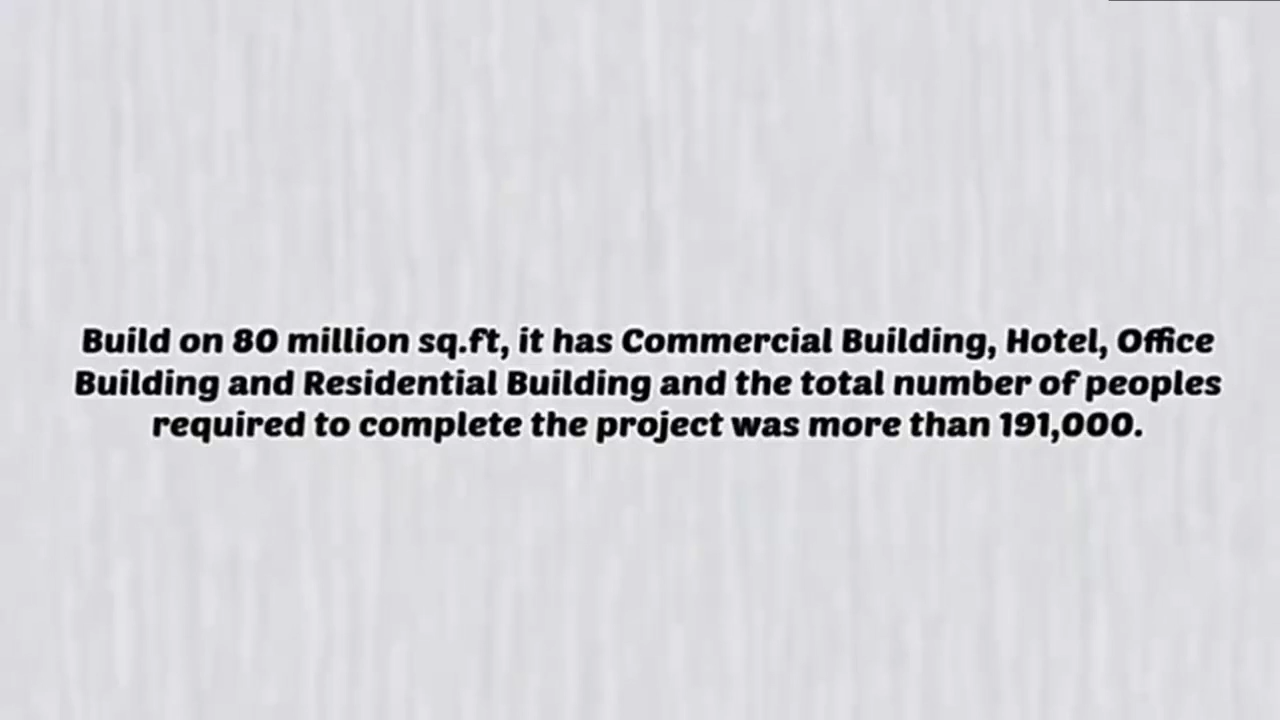 Build on 80 million sq.ft, it has Commercial Building, Hotel, Office
Building and Residential Building and the total number of peoples
required to complete the project was more than 191,000.